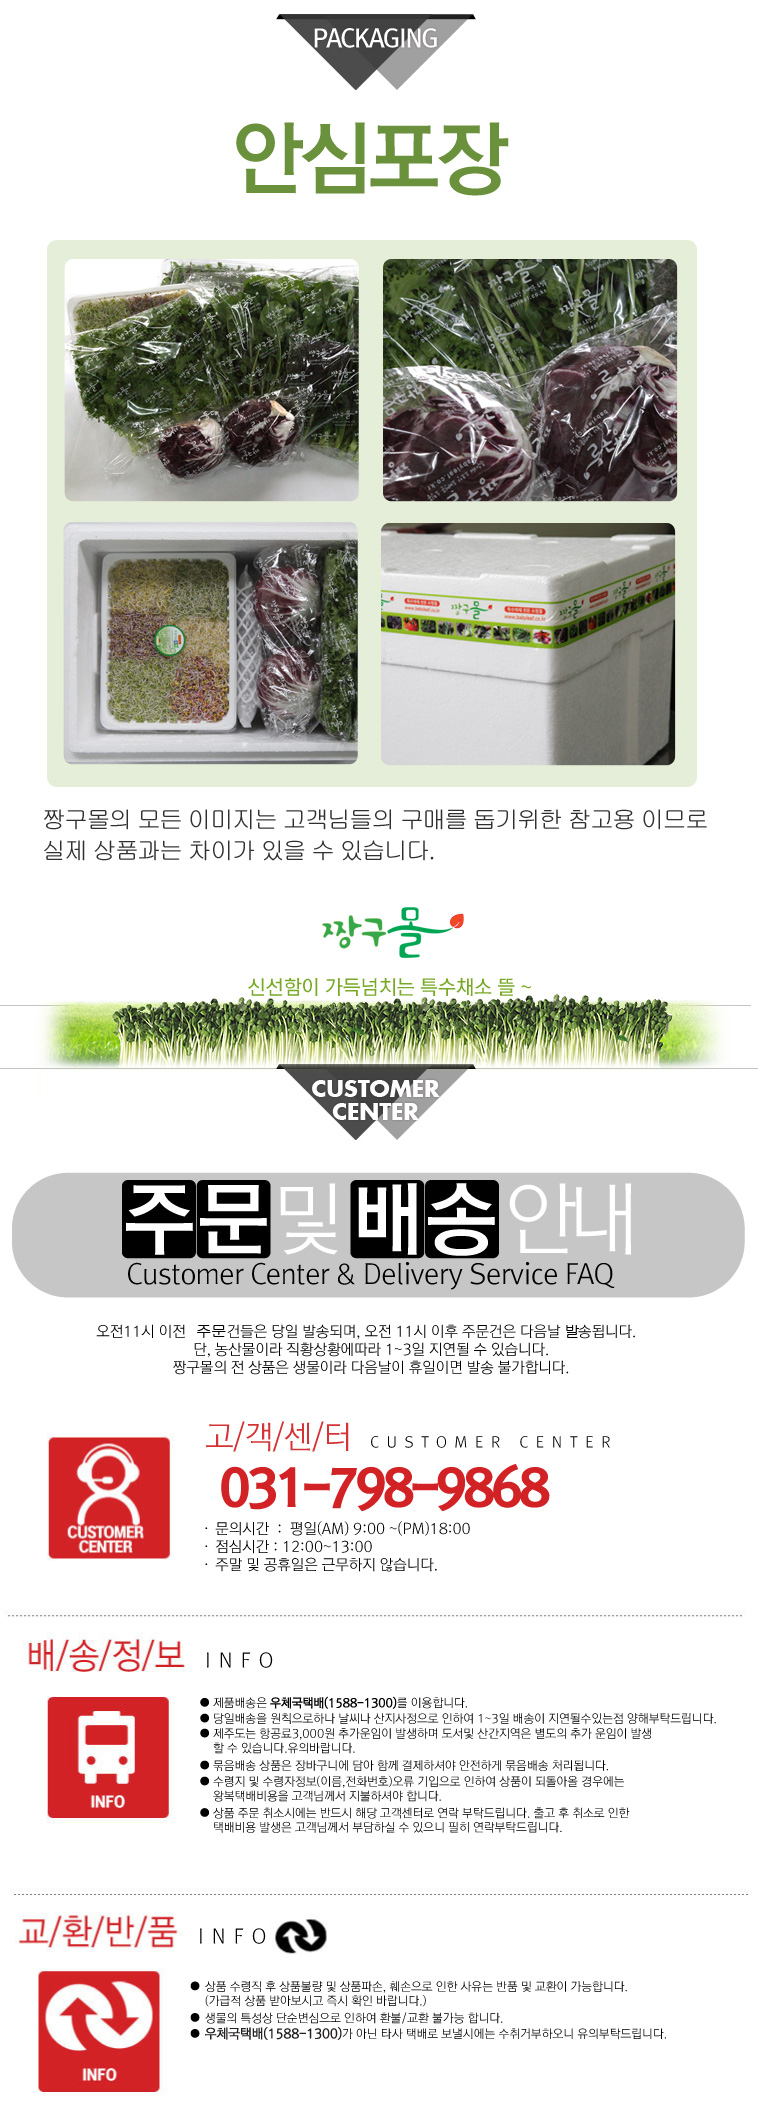 PACKAGING
안심포장
짱구몰의 모든 이미지는 고객님들의 구매를 돕기위한 참고용 이므로
실제 상품과는 차이가 있을 수 있습니다.
짱구몰
신선함이 가득넘치는 특수채소 뜰 ~
CUSTOMER
CENTER
주문및 배송안내
Customer Center & Delivery Service FAQ
오전11시 이전 주문건들은 당일 발송되며, 오전 11시 이후 주문건은 다음날 발송됩니다.
단, 농산물이라 직황상황에따라 1~3일 지연될 수 있습니다.
짱구몰의 전 상품은 생물이라 다음날이 휴일이면 발송 불가합니다.
고/객/센/터 CUSTOMER CENTER
031-798-9868
CUSTOMER
CENTER
· 문의시간 : 평일(AM) 9:00 ~(PM)18:00
· 점심시간 : 12:00~13:00
· 주말 및 공휴일은 근무하지 않습니다.
배/송/정/보 INFO
INFO
● 제품배송은 우체국택배(1588-1300)를 이용합니다.
● 당일배송을 원칙으로하나 날씨나 산지사정으로 인하여 1~3일 배송이 지연될수있는점 양해부탁드립니다.
● 제주도는 항공료3,000원 추가운임이 발생하며 도서및 산간지역은 별도의 추가 운임이 발생
할 수 있습니다.유의바랍니다.
● 묶음배송 상품은 장바구니에 담아 함께 결제하셔야 안전하게 묶음배송 처리됩니다.
● 수령지 및 수령자정보(이름,전화번호)오류 기입으로 인하여 상품이 되돌아올 경우에는
왕복택배비용을 고객님께서 지불하셔야 합니다.
● 상품 주문 취소시에는 반드시 해당 고객센터로 연락 부탁드립니다. 출고 후 취소로 인한
택배비용 발생은 고객님께서 부담하실 수 있으니 필히 연락부탁드립니다.
교/환/반/품 INFO
INFO
● 상품 수령직 후 상품불량 및 상품파손, 훼손으로 인한 사유는 반품 및 교환이 가능합니다.
(가급적 상품 받아보시고 즉시 확인 바랍니다.)
● 생물의 특성상 단순변심으로 인하여 환불/교환 불가능 합니다.
● 우체국택배(1588-1300)가 아닌 타사 택배로 보낼시에는 수취거부하오니 유의부탁드립니다.